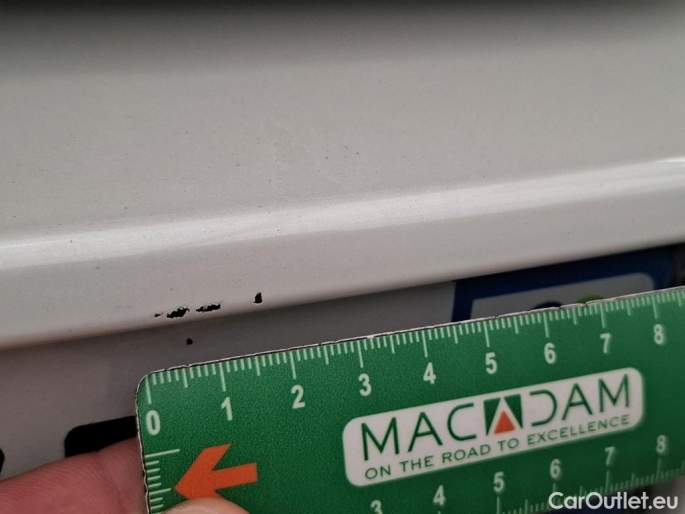 0 1 2 3 4 5 6 7 8
MACADAM
ON THE ROAD TO EXCELLENCE
3 4 5 6 7 8
CarOutlet.eu